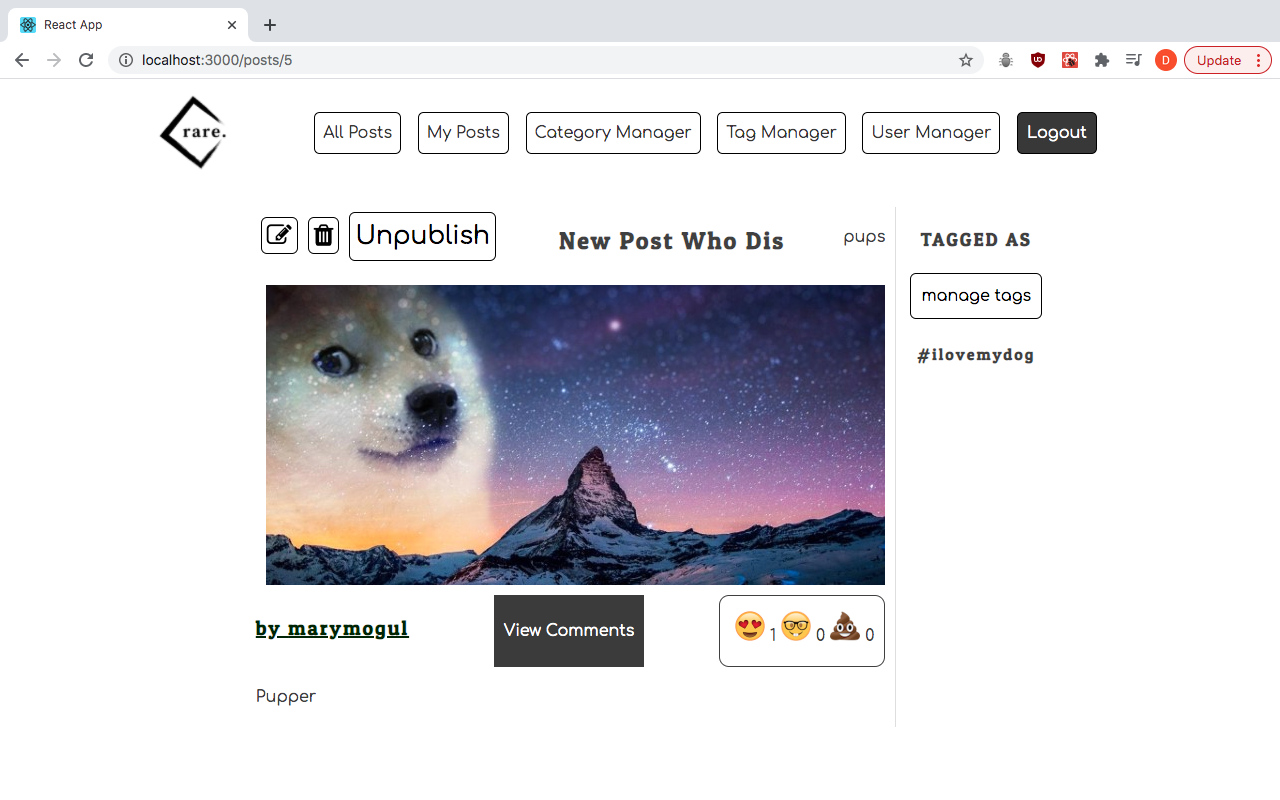 React App
localhost:3000/posts/5
D
Update
rare.
All Posts
My Posts
Category Manager
Tag Manager
User Manager
Logout
Unpublish
New Post Who Dis
pups
TAGGED AS
manage tags
#ilovemydog
by marymogul
View Comments
1
0
0
Pupper